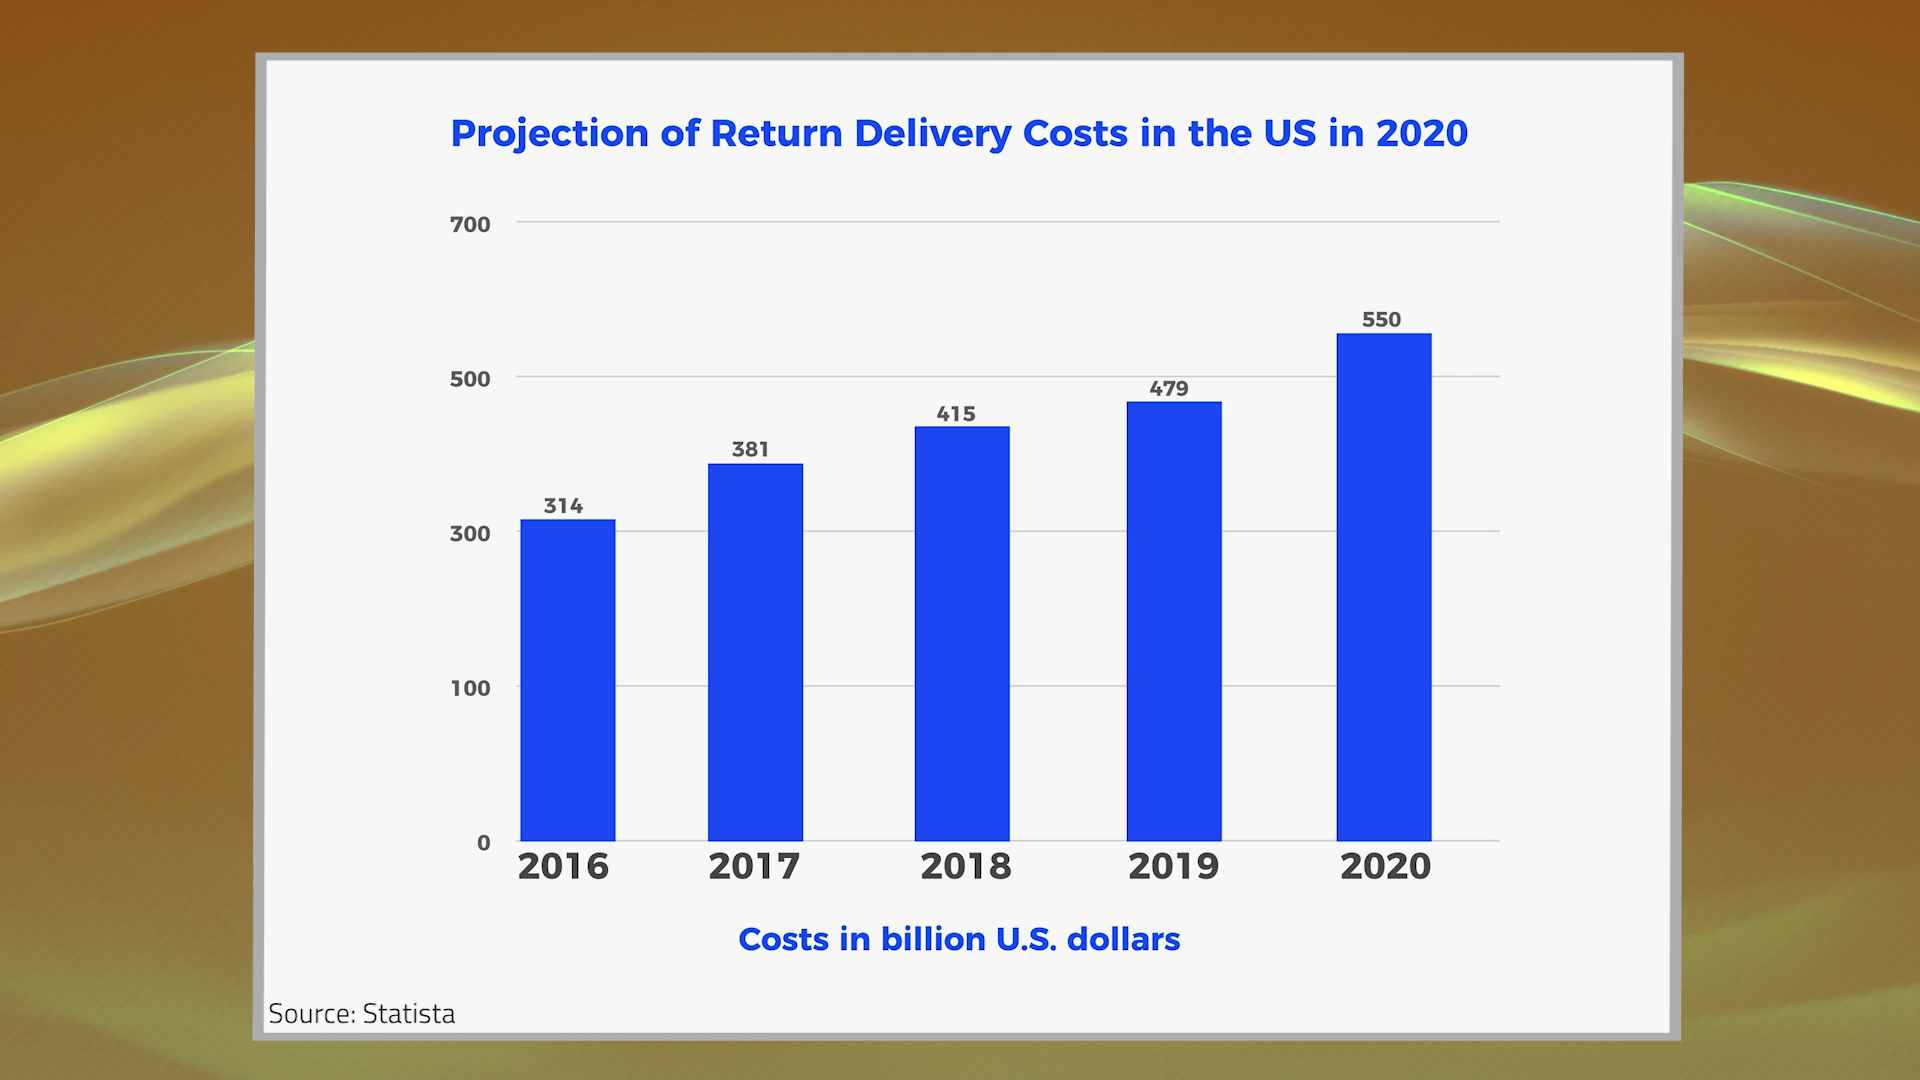 Projection of Return Delivery Costs in the US in 2020
700
500
300
100
0
314
381
415
479
550
2016 2017 2018 2019 2020
Costs in billion U.S. dollars
Source: Statista